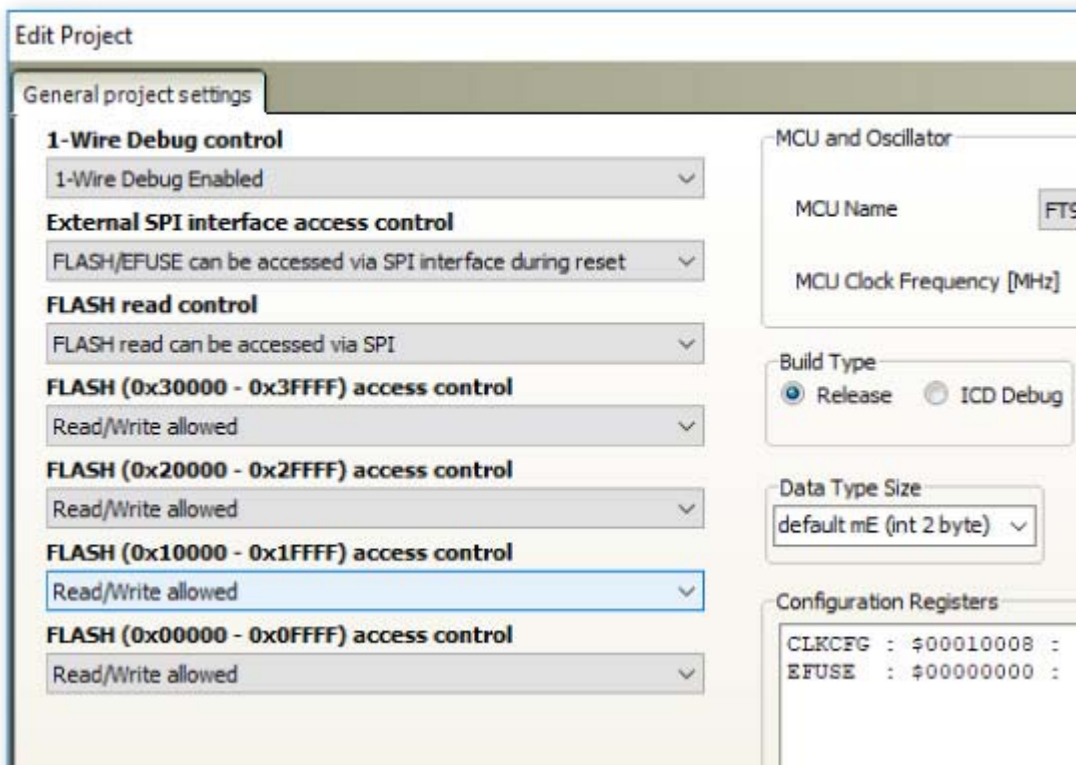 Edit Project
General project settings
1-Wire Debug control
1-Wire Debug Enabled
External SPI interface access control
FLASH/EFUSE can be accessed via SPI interface during reset
FLASH read control
FLASH read can be accessed via SPI
FLASH (0x30000 - 0x3FFFF) access control
Read/Write allowed
FLASH (0x20000 - 0x2FFFF) access control
Read/Write allowed
FLASH (0x10000 - 0x1FFFF) access control
Read/Write allowed
FLASH (0x00000 - 0x0FFFF) access control
Read/Write allowed
MCU and Oscillator
MCU Name
FT9
MCU Clock Frequency [MHz]
Build Type
Release ICD Debug
Data Type Size
default mE (int 2 byte)
Configuration Registers
CLKCFG : $00010008 :
EFUSE : $00000000 :